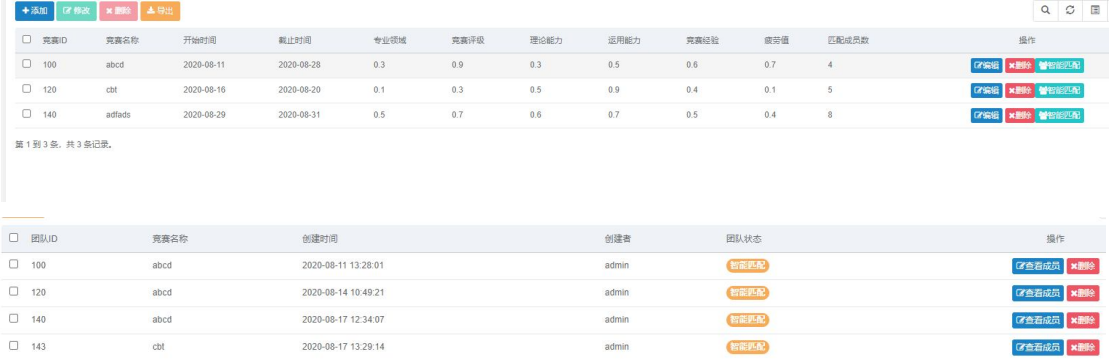 添加 修改 删除 导出
竞赛ID 竞赛名称 开始时间 截止时间 专业领域 竞赛评级 理论能力 运用能力 竞赛经验 疲劳值 匹配成员数 操作
100 abcd 2020-08-11 2020-08-28 0.3 0.9 0.3 0.5 0.6 0.7 4 编辑 删除 智能匹配
120 cbt 2020-08-16 2020-08-20 0.1 0.3 0.5 0.9 0.4 0.1 5 编辑 删除 智能匹配
140 adfads 2020-08-29 2020-08-31 0.5 0.7 0.6 0.7 0.5 0.4 8 编辑 删除 智能匹配
第 1 到 3 条，共 3 条记录。
团队ID 竞赛名称 创建时间 创建者 团队状态 操作
100 abcd 2020-08-11 13:28:01 admin 智能匹配 查看成员 删除
120 abcd 2020-08-14 10:49:21 admin 智能匹配 查看成员 删除
140 abcd 2020-08-17 12:34:07 admin 智能匹配 查看成员 删除
143 cbt 2020-08-17 13:29:14 admin 智能匹配 查看成员 删除